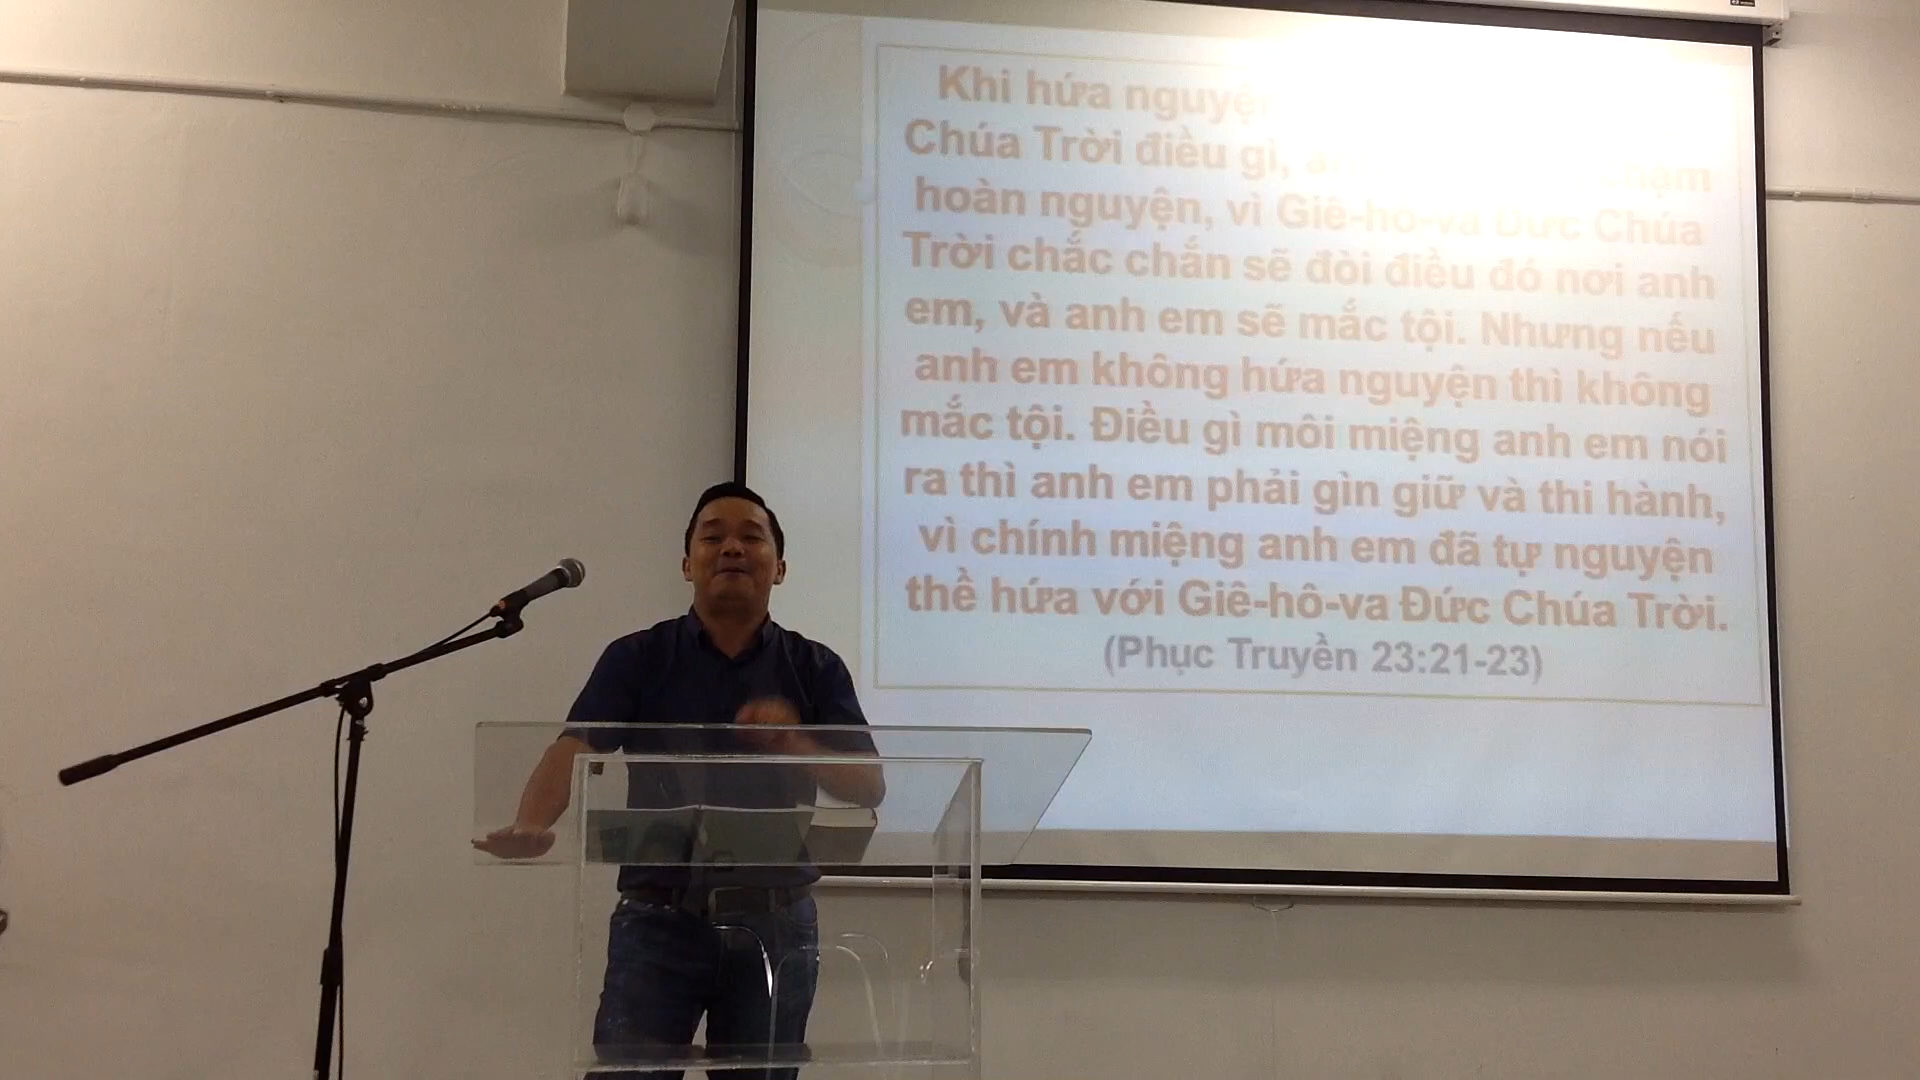 Khi hứa nguyện
Chúa Trời điều gì,
hoàn nguyện, vì Giê-hô-va Đức Chúa
Trời chắc chắn sẽ đòi điều đó nơi anh
em, và anh em sẽ mắc tội. Nhưng nếu
anh em không hứa nguyện thì không
mắc tội. Điều gì môi miệng anh em nói
ra thì anh em phải gìn giữ và thi hành,
vì chính miệng anh em đã tự nguyện
thề hứa với Giê-hô-va Đức Chúa Trời.
(Phục Truyền 23:21-23)